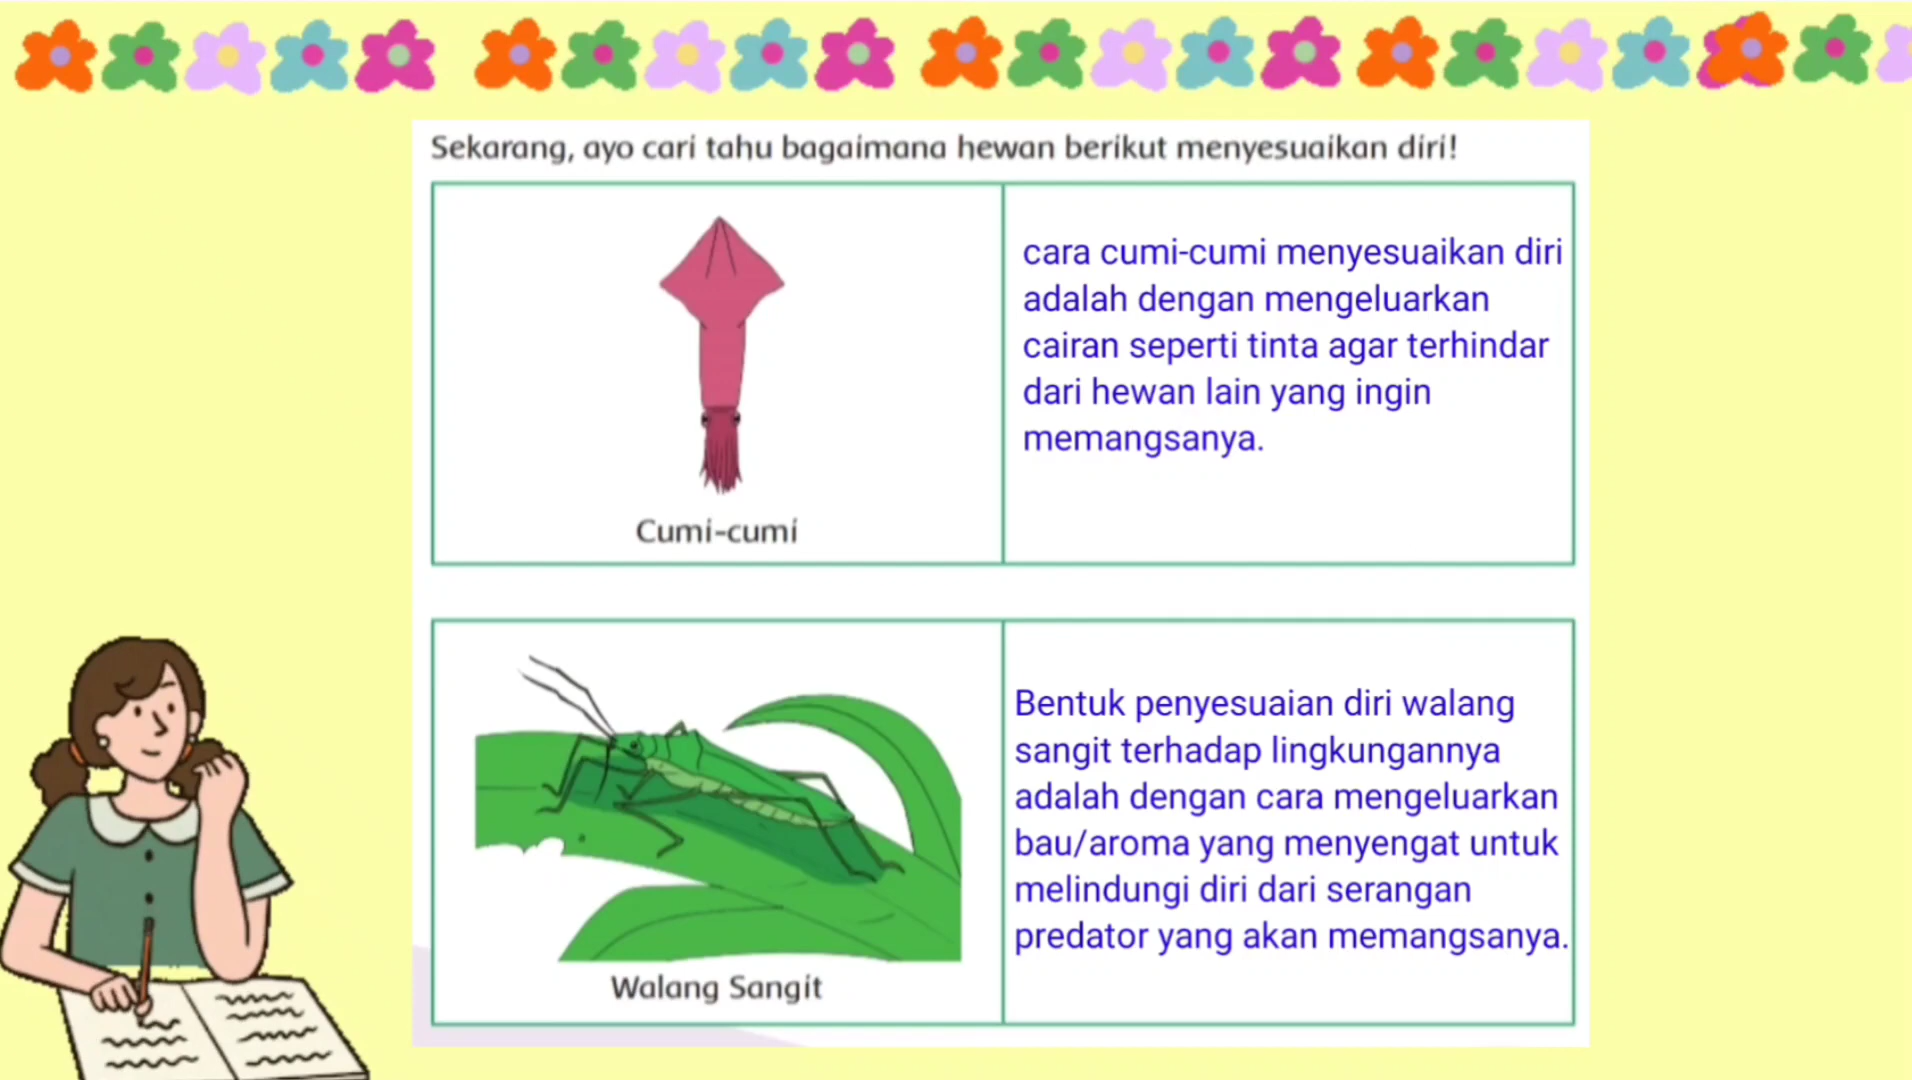 Sekarang, ayo cari tahu bagaimana hewan berikut menyesuaikan diri!
cara cumi-cumi menyesuaikan diri
adalah dengan mengeluarkan
cairan seperti tinta agar terhindar
dari hewan lain yang ingin
memangsanya.
Cumi-cumi
Bentuk penyesuaian diri walang
sangit terhadap lingkungannya
adalah dengan cara mengeluarkan
bau/aroma yang menyengat untuk
melindungi diri dari serangan
predator yang akan memangsanya.
Walang Sangit